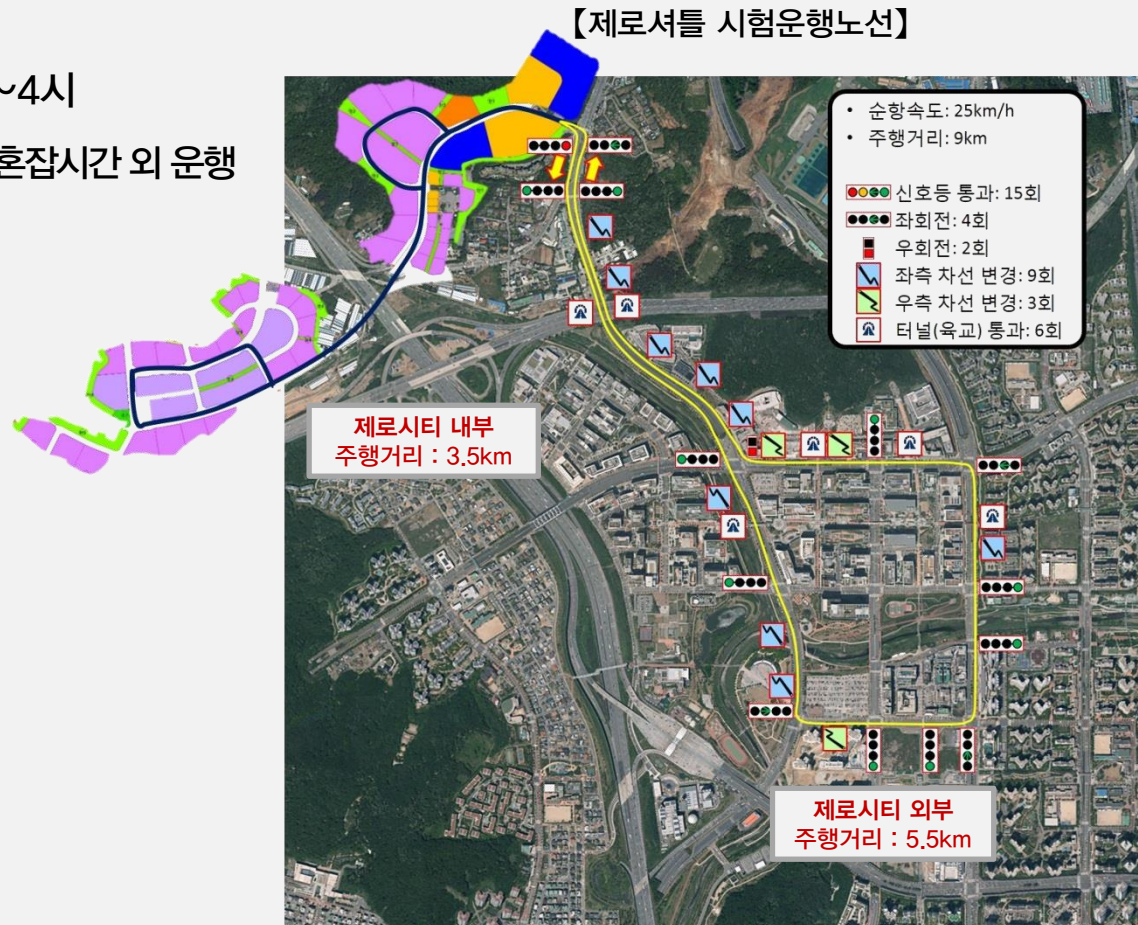 【제로셔틀 시험운행노선】
~4시
혼잡시간 외 운행
• 순항속도: 25km/h
• 주행거리: 9km
신호등 통과: 15회
좌회전: 4회
우회전: 2회
좌측 차선 변경: 9회
우측 차선 변경: 3회
터널(육교) 통과: 6회
제로시티 내부
주행거리 : 3.5km
제로시티 외부
주행거리 : 5.5km